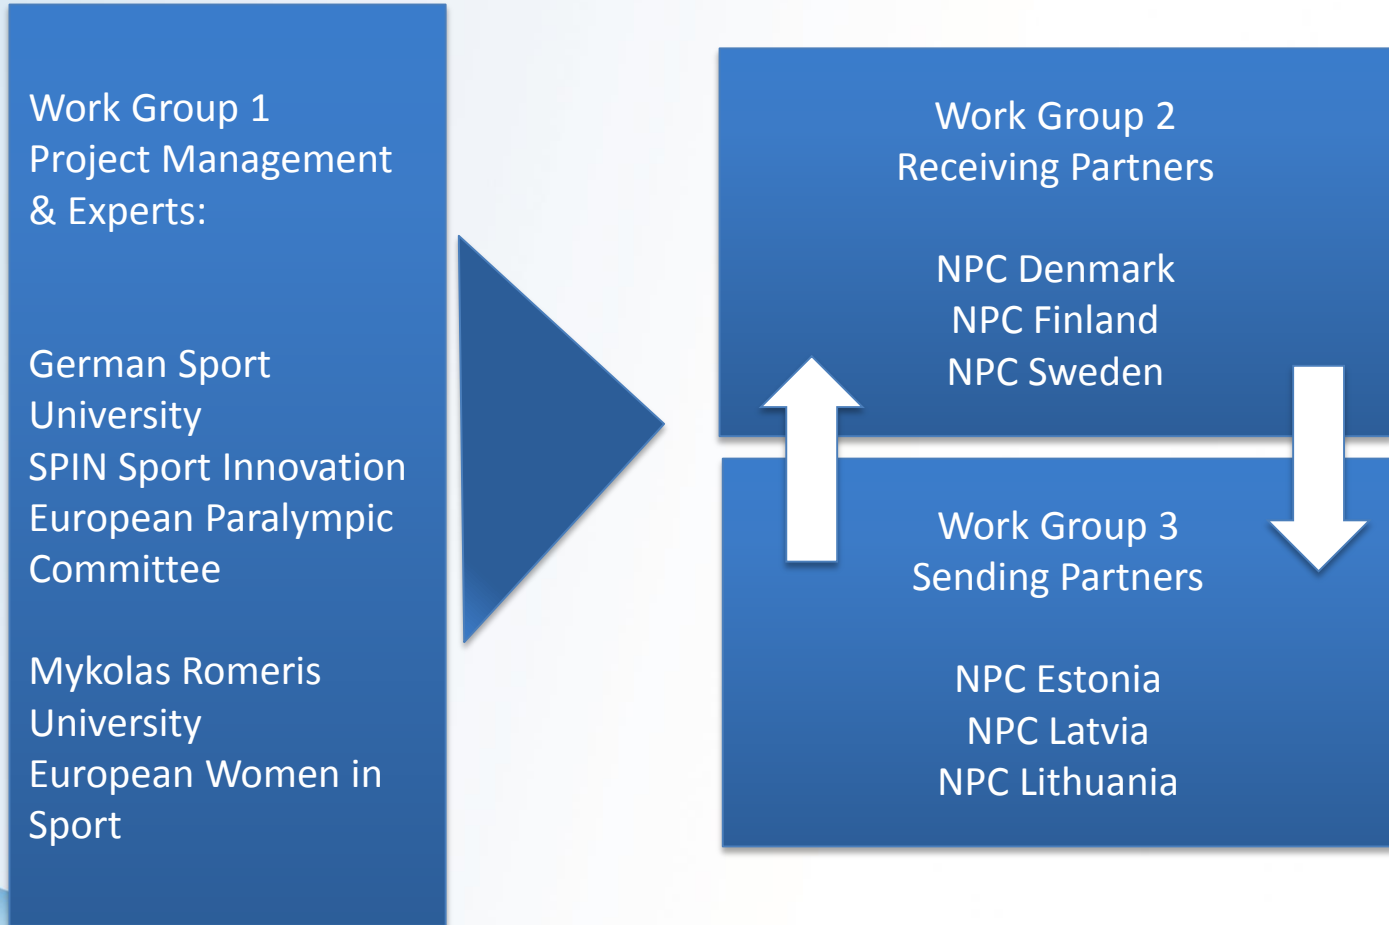 Work Group 1
Project Management
& Experts:
German Sport
University
SPIN Sport Innovation
European Paralympic
Committee
Mykolas Romeris
University
European Women in
Sport
Work Group 2
Receiving Partners
NPC Denmark
NPC Finland
NPC Sweden
Work Group 3
Sending Partners
NPC Estonia
NPC Latvia
NPC Lithuania